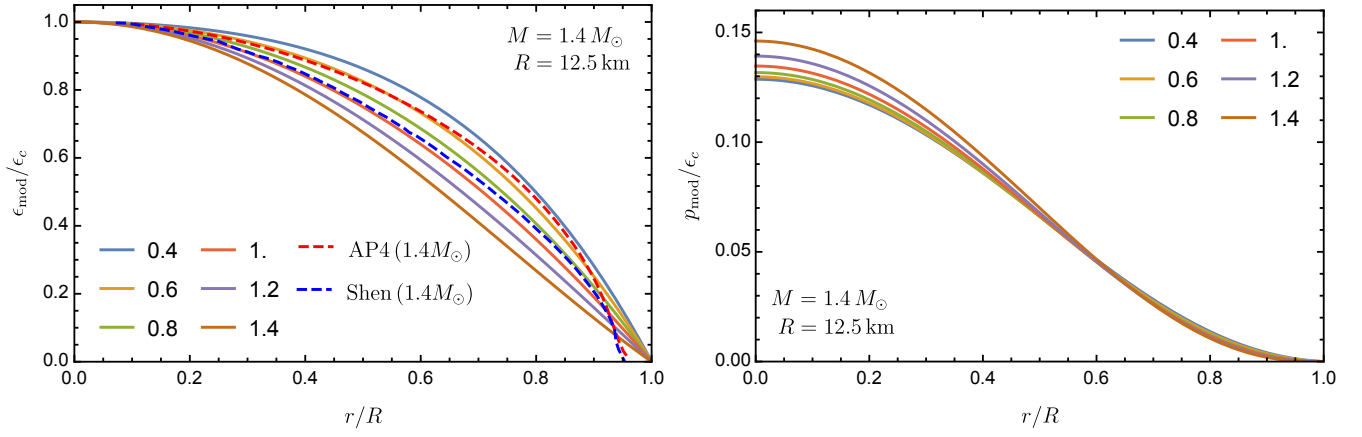 1.0
0.8
0.6
0.4
0.2
0.0
0.0 0.2 0.4 0.6 0.8 1.0
ϵ_mod/ϵ_c
r/R
M = 1.4 M_⊙
R = 12.5 km
0.4 1. AP4 (1.4M_⊙)
0.6 1.2 Shen (1.4M_⊙)
0.8 1.4
0.15
0.10
0.05
0.00
0.0 0.2 0.4 0.6 0.8 1.0
p_mod/ϵ_c
r/R
0.4 1.
0.6 1.2
0.8 1.4
M = 1.4 M_⊙
R = 12.5 km